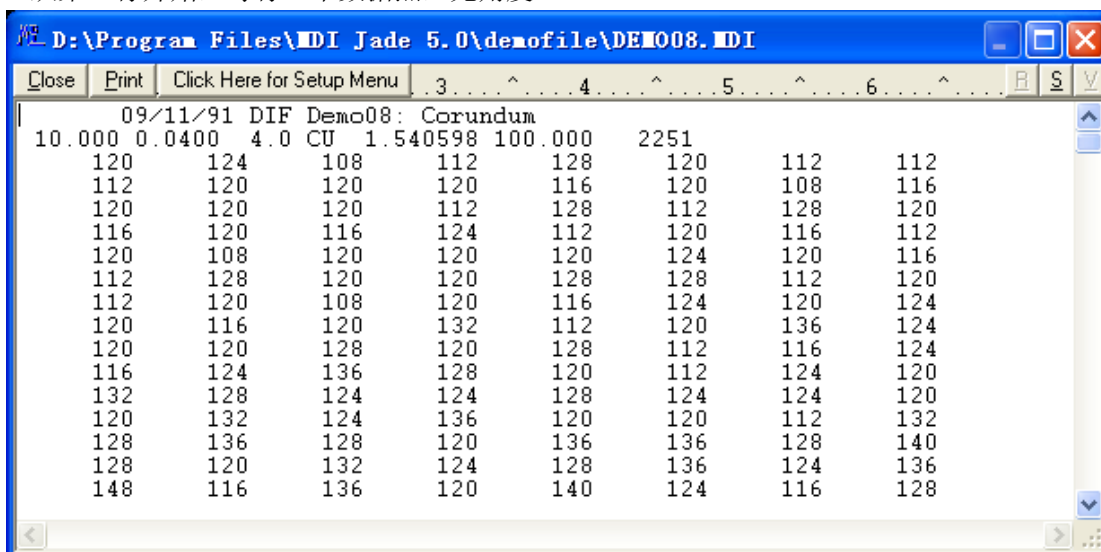 D:\Program Files\MDI Jade 5.0\demofile\DEMO08.MDI
Close Print Click Here for Setup Menu . 3 . . . . ^ . . . . 4 . . . . ^ . . . . 5 . . . . ^ . . . . 6 . . . . ^ . . . . R S V
09/11/91 DIF Demo08: Corundum
10.000 0.0400 4.0 CU 1.540598 100.000 2251
120 124 108 112 128 120 112 112
112 120 120 120 116 120 108 116
120 120 120 112 128 112 128 120
116 120 116 124 112 120 116 112
120 108 120 120 120 124 120 116
112 128 120 120 128 128 112 120
112 120 108 120 116 124 120 124
120 116 120 132 112 120 136 124
120 120 128 120 128 112 116 124
116 124 136 128 120 112 124 120
132 128 124 124 128 124 124 120
120 132 124 136 120 120 112 132
128 136 128 120 136 136 128 140
128 120 132 124 128 136 124 136
148 116 136 120 140 124 116 128